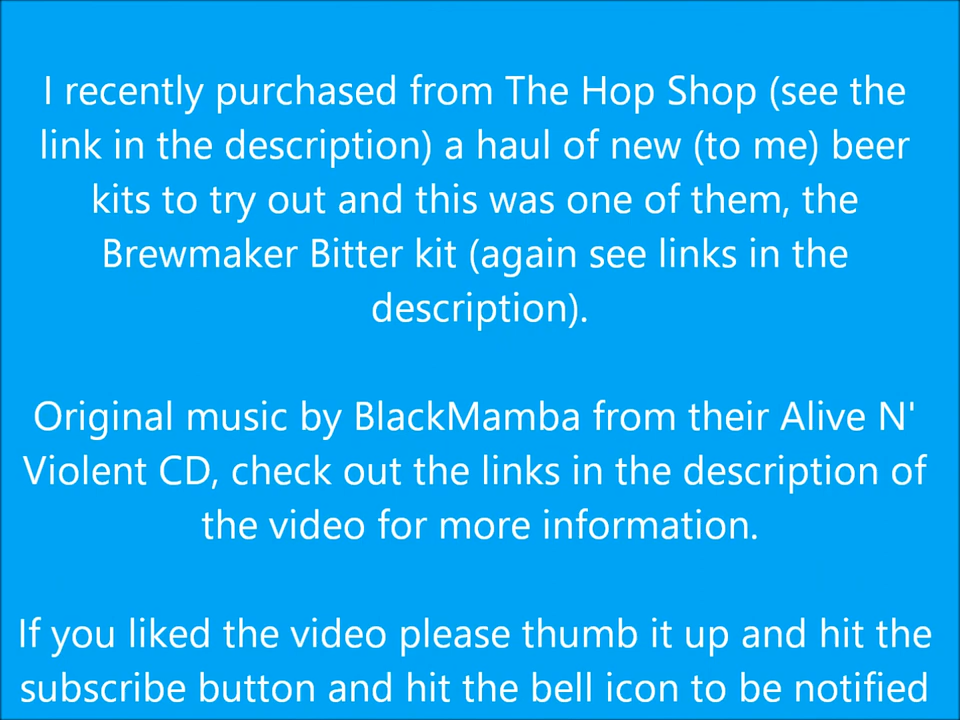 I recently purchased from The Hop Shop (see the
link in the description) a haul of new (to me) beer
kits to try out and this was one of them, the
Brewmaker Bitter kit (again see links in the
description).
Original music by BlackMamba from their Alive N'
Violent CD, check out the links in the description of
the video for more information.
If you liked the video please thumb it up and hit the
subscribe button and hit the bell icon to be notified